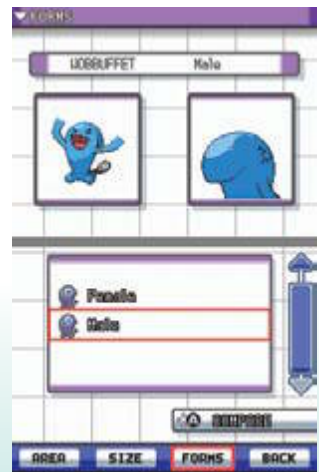 FORMS
WOBBUFFET Male
Female
Male
COMPARE
AREA SIZE FORMS BACK